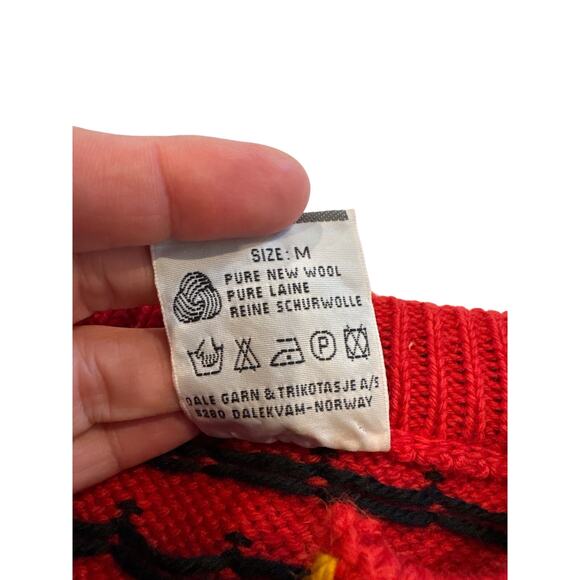 SIZE: M
PURE NEW WOOL
PURE LAINE
REINE SCHURWOLLE
P
DALE GARN & TRIKOTASJE A/S
5280 DALEKVAM-NORWAY